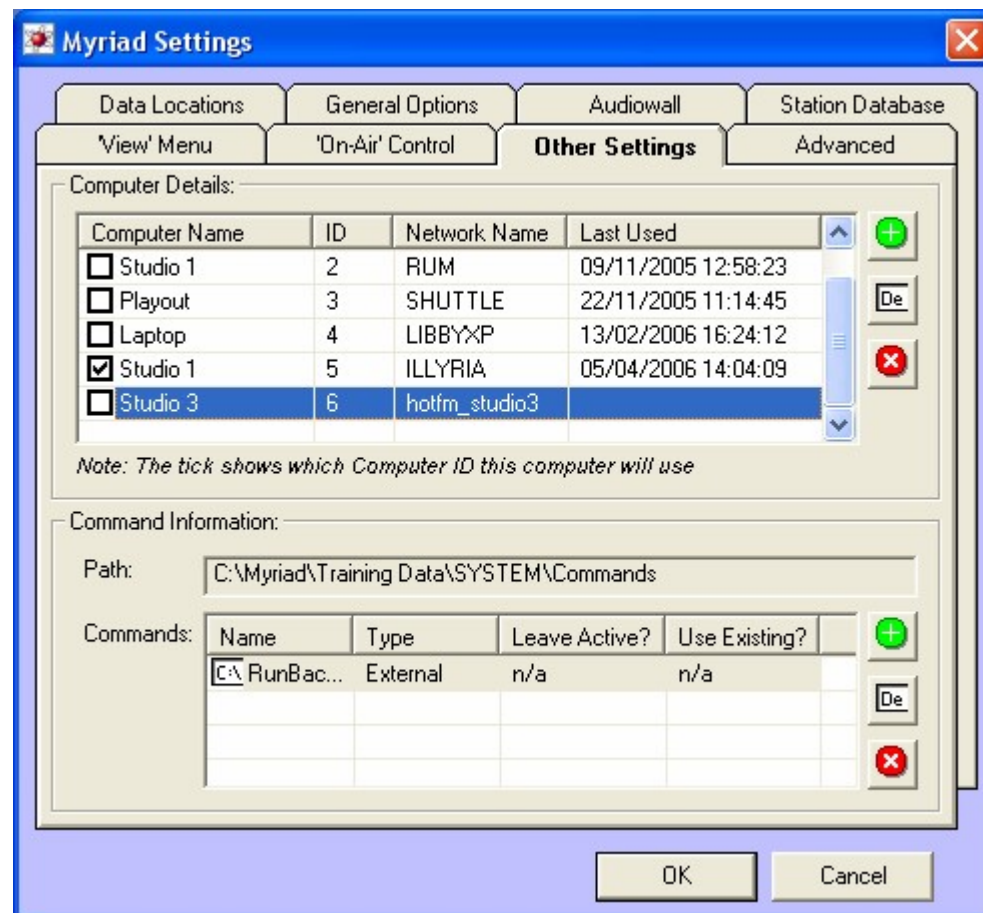 Myriad Settings
Data Locations General Options Audiowall Station Database
'View' Menu 'On-Air' Control Other Settings Advanced
Computer Details:
Computer Name ID Network Name Last Used
Studio 1 2 RUM 09/11/2005 12:58:23
Playout 3 SHUTTLE 22/11/2005 11:14:45
De
Laptop 4 LIBBYXP 13/02/2006 16:24:12
Studio 1 5 ILLYRIA 05/04/2006 14:04:09
Studio 3 6 hotfm_studio3
Note: The tick shows which Computer ID this computer will use
Command Information:
Path: C:\Myriad\Training Data\SYSTEM\Commands
Commands: Name Type Leave Active? Use Existing?
C:\ RunBac... External n/a n/a
De
OK Cancel